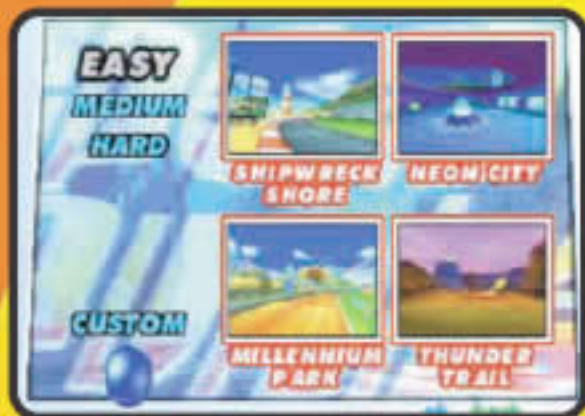 EASY
MEDIUM
HARD
CUSTOM
SHIPWRECK
SHORE
NEON CITY
MILLENNIUM
PARK
THUNDER
TRAIL